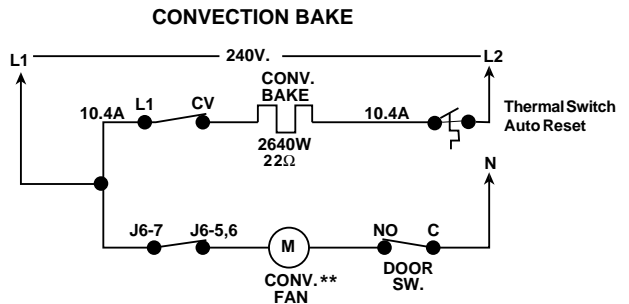 CONVECTION BAKE
L1
240V.
L2
CONV.
BAKE
10.4A
L1
CV
10.4A
Thermal Switch
Auto Reset
2640W
22Ω
N
J6-7
J6-5,6
M
NO
C
CONV.**
FAN
DOOR
SW.